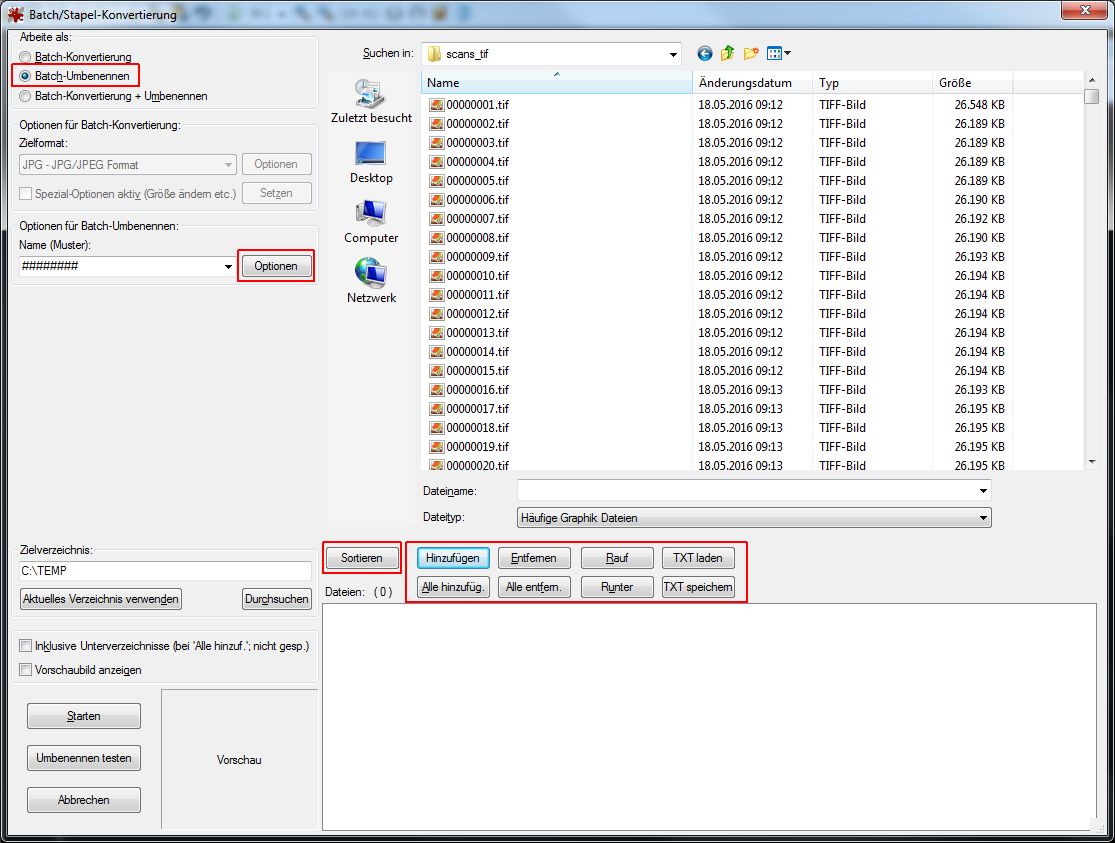 Batch/Stapel-Konvertierung
Arbeite als:
Batch-Konvertierung
Batch-Umbenennen
Batch-Konvertierung + Umbenennen
Optionen für Batch-Konvertierung:
Zielformat:
JPG - JPG/JPEG Format
Optionen
Spezial-Optionen aktiv (Größe ändern etc.)
Setzen
Optionen für Batch-Umbenennen:
Name (Muster):
########
Optionen
Suchen in:
scans_tif
Zuletzt besucht
Desktop
Computer
Netzwerk
Name Änderungsdatum Typ Größe
00000001.tif 18.05.2016 09:12 TIFF-Bild 26.548 KB
00000002.tif 18.05.2016 09:12 TIFF-Bild 26.189 KB
00000003.tif 18.05.2016 09:12 TIFF-Bild 26.189 KB
00000004.tif 18.05.2016 09:12 TIFF-Bild 26.189 KB
00000005.tif 18.05.2016 09:12 TIFF-Bild 26.189 KB
00000006.tif 18.05.2016 09:12 TIFF-Bild 26.190 KB
00000007.tif 18.05.2016 09:12 TIFF-Bild 26.192 KB
00000008.tif 18.05.2016 09:12 TIFF-Bild 26.190 KB
00000009.tif 18.05.2016 09:12 TIFF-Bild 26.193 KB
00000010.tif 18.05.2016 09:12 TIFF-Bild 26.194 KB
00000011.tif 18.05.2016 09:12 TIFF-Bild 26.194 KB
00000012.tif 18.05.2016 09:12 TIFF-Bild 26.194 KB
00000013.tif 18.05.2016 09:12 TIFF-Bild 26.194 KB
00000014.tif 18.05.2016 09:12 TIFF-Bild 26.194 KB
00000015.tif 18.05.2016 09:12 TIFF-Bild 26.194 KB
00000016.tif 18.05.2016 09:13 TIFF-Bild 26.193 KB
00000017.tif 18.05.2016 09:13 TIFF-Bild 26.195 KB
00000018.tif 18.05.2016 09:13 TIFF-Bild 26.195 KB
00000019.tif 18.05.2016 09:13 TIFF-Bild 26.195 KB
00000020.tif 18.05.2016 09:13 TIFF-Bild 26.195 KB
Dateiname:
Dateityp: Häufige Graphik Dateien
Zielverzeichnis:
C:\TEMP
Aktuelles Verzeichnis verwenden
Durchsuchen
Sortieren
Hinzufügen Entfernen Rauf TXT laden
Dateien: ( 0 )
Alle hinzufüg. Alle entfern. Runter TXT speichern
Inklusive Unterverzeichnisse (bei 'Alle hinzuf.'; nicht gesp.)
Vorschaubild anzeigen
Starten
Umbenennen testen
Abbrechen
Vorschau